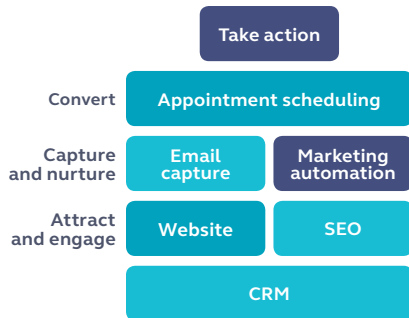 Take action
Convert
Appointment scheduling
Capture
and nurture
Email
capture
Marketing
automation
Attract
and engage
Website
SEO
CRM